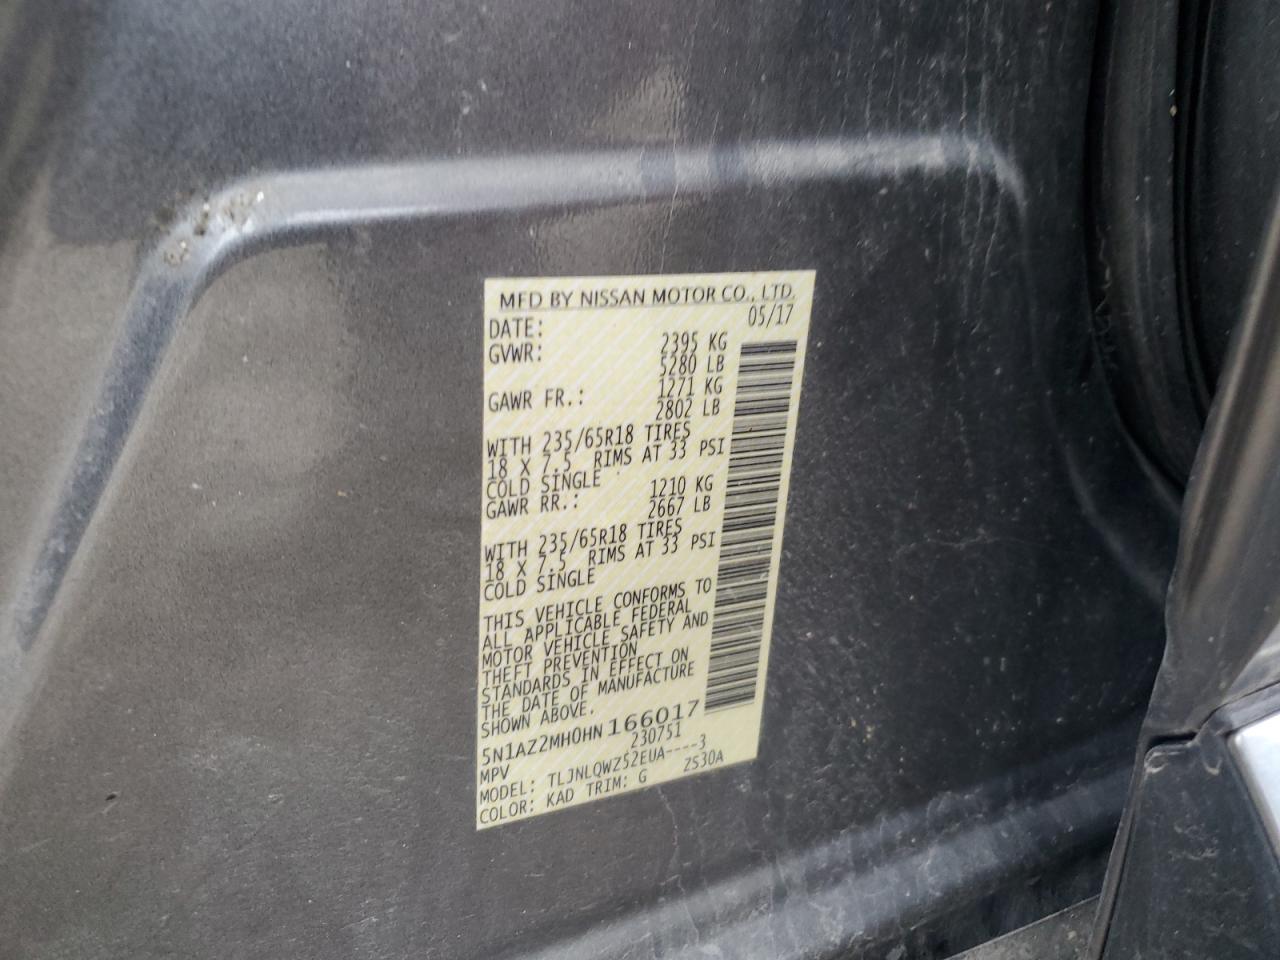 MFD BY NISSAN MOTOR CO., LTD.
DATE: 05/17
GVWR: 2395 KG
5280 LB
GAWR FR.: 1271 KG
2802 LB
WITH 235/65R18 TIRES
18 X 7.5 RIMS AT 33 PSI
COLD SINGLE
GAWR RR.: 1210 KG
2667 LB
WITH 235/65R18 TIRES
18 X 7.5 RIMS AT 33 PSI
COLD SINGLE
THIS VEHICLE CONFORMS TO
ALL APPLICABLE FEDERAL
MOTOR VEHICLE SAFETY AND
THEFT PREVENTION
STANDARDS IN EFFECT ON
THE DATE OF MANUFACTURE
SHOWN ABOVE.
5N1AZ2MH0HN166017
MPV 230751
MODEL: TLJNLQWZ52EUA----3
COLOR: KAD TRIM: G ZS30A